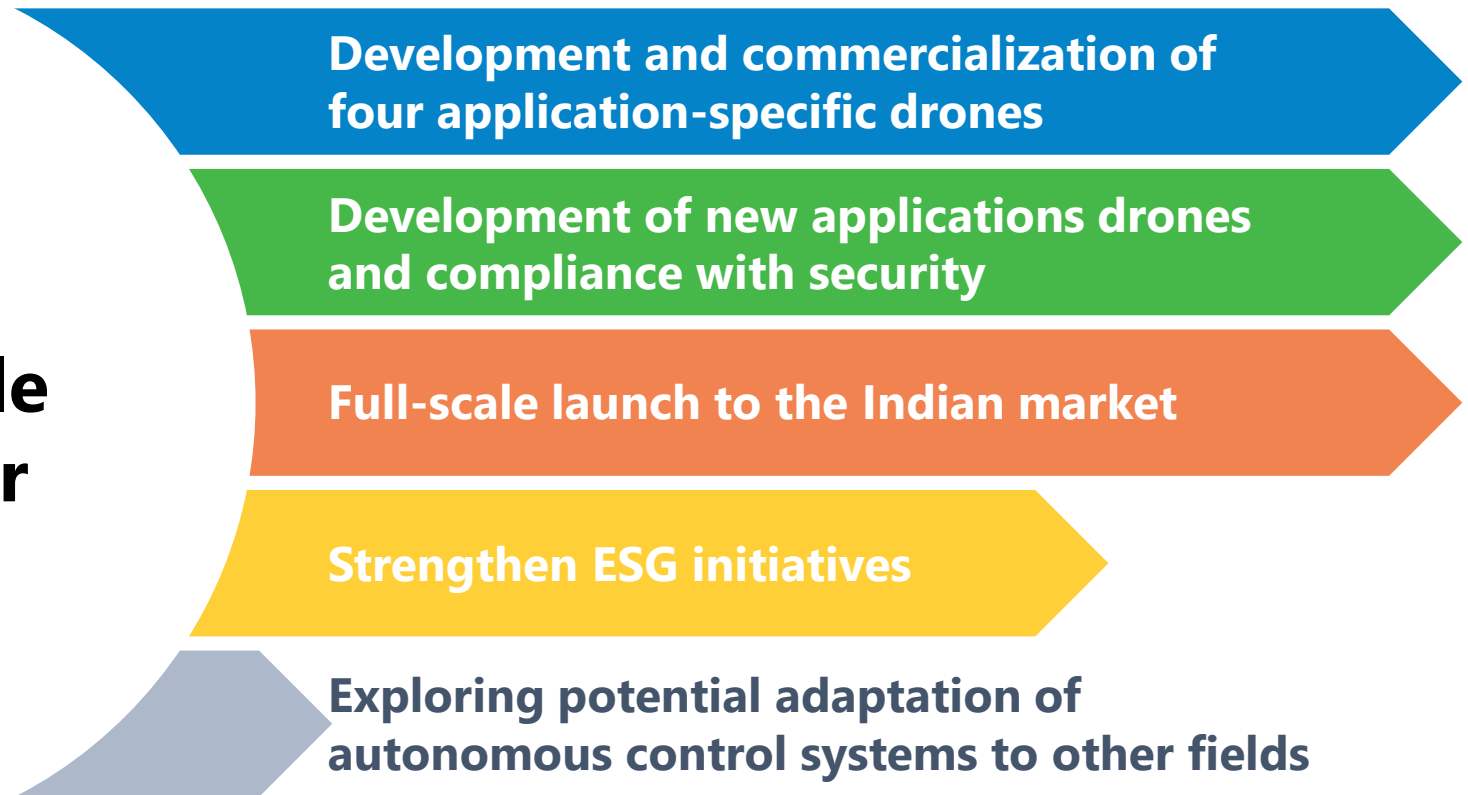 Development and commercialization of
four application-specific drones
Development of new applications drones
and compliance with security
Full-scale launch to the Indian market
Strengthen ESG initiatives
Exploring potential adaptation of
autonomous control systems to other fields